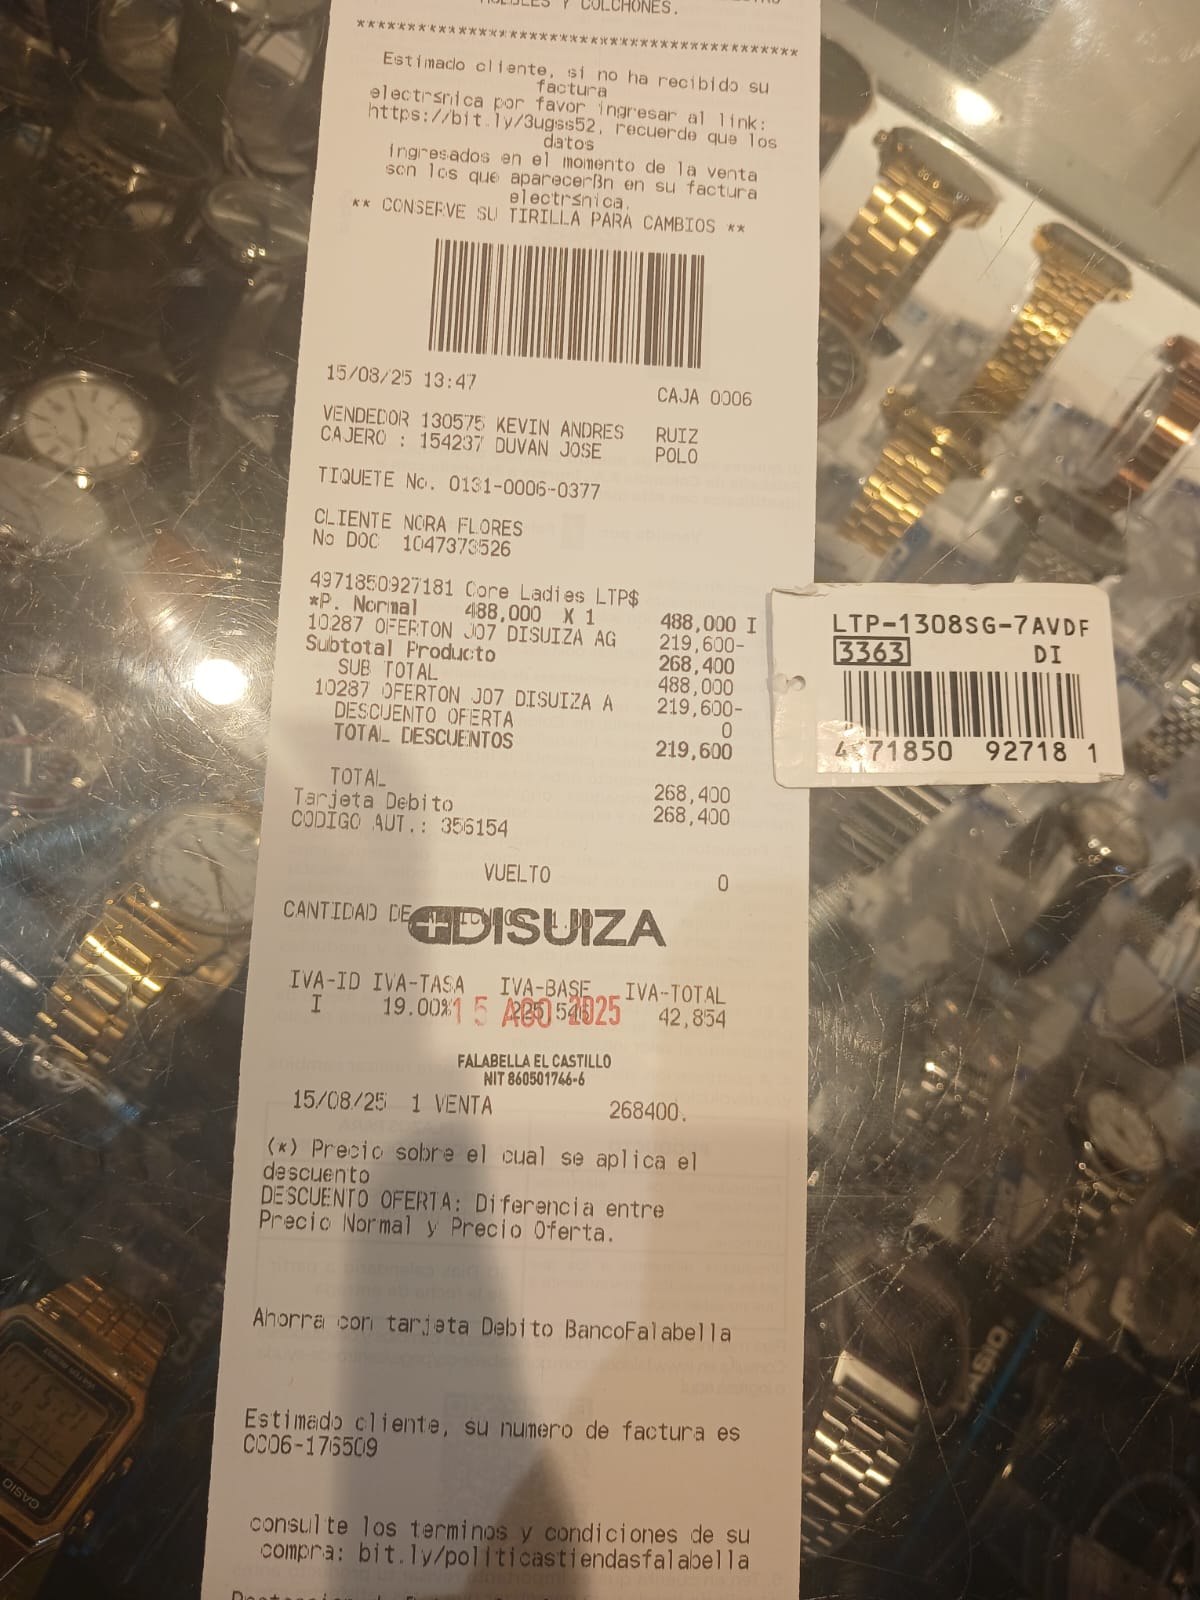 MUEBLES Y COLCHONES.
********************************************
Estimado cliente, si no ha recibido su
factura
electrsnica por favor ingresar al link:
https://bit.ly/3ugss52, recuerde que los
datos
ingresados en el momento de la venta
son los que aparecerßn en su factura
electrsnica.
** CONSERVE SU TIRILLA PARA CAMBIOS **
15/08/25 13:47 CAJA 0006
VENDEDOR 130575 KEVIN ANDRES RUIZ
CAJERO : 154237 DUVAN JOSE POLO
TIQUETE No. 0131-0006-0377
CLIENTE NORA FLORES
No DOC 1047373526
4971850927181 Core Ladies LTP$
*P. Normal 488,000 X 1 488,000 I
10287 OFERTON J07 DISUIZA AG 219,600-
Subtotal Producto 268,400
SUB TOTAL 488,000
10287 OFERTON J07 DISUIZA A 219,600-
DESCUENTO OFERTA 0
TOTAL DESCUENTOS 219,600
TOTAL 268,400
Tarjeta Debito 268,400
CODIGO AUT.: 356154
VUELTO 0
CANTIDAD DE
DISUIZA
IVA-ID IVA-TASA IVA-BASE IVA-TOTAL
I 19.00% 225,546 42,854
15 AGO 2025
FALABELLA EL CASTILLO
NIT 860501746-6
15/08/25 1 VENTA 268400.
(*) Precio sobre el cual se aplica el
descuento
DESCUENTO OFERTA: Diferencia entre
Precio Normal y Precio Oferta.
Ahorra con tarjeta Debito BancoFalabella
Estimado cliente, su numero de factura es
CC06-176509
consulte los terminos y condiciones de su
compra: bit.ly/politicastiendasfalabella
LTP-1308SG-7AVDF
3363 DI
4971850 92718 1
CASIO
WATER RESIST
CASIO